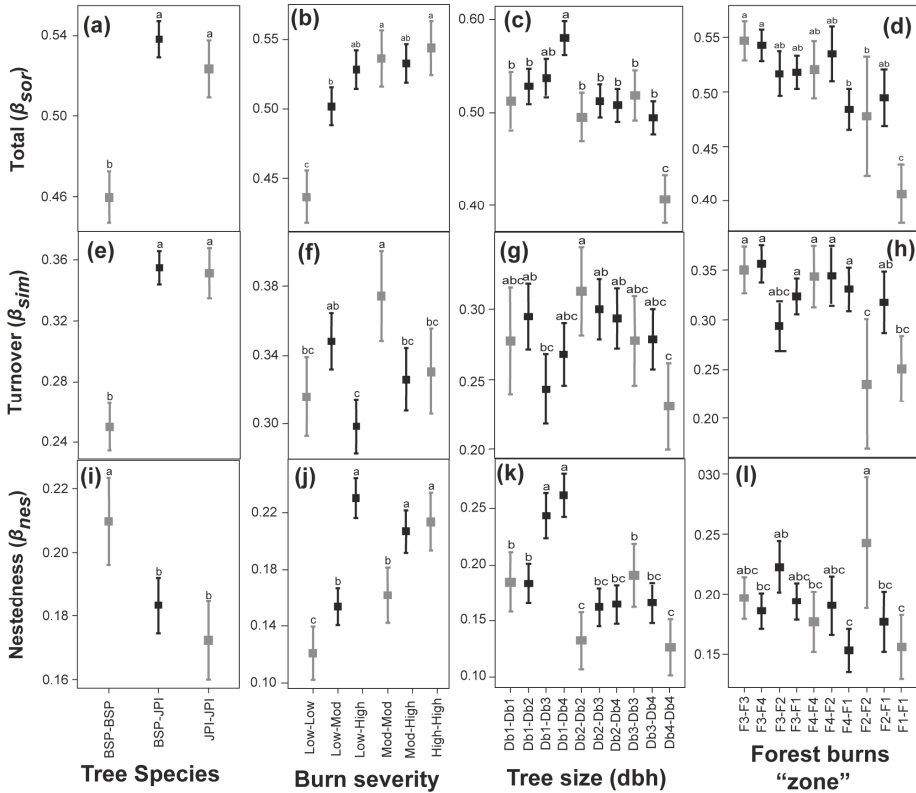 Total (βsor)
(a)
0.54
0.50
0.46
b
a
a
(b)
0.55
0.50
0.45
c
b
ab
a
ab
a
(c)
0.60
0.50
0.40
b
b
b
a
b
b
b
b
b
c
(d)
0.55
0.50
0.45
0.40
a
a
ab
ab
ab
ab
b
b
ab
c
Turnover (βsim)
(e)
0.36
0.32
0.28
0.24
b
a
a
(f)
0.38
0.34
0.30
bc
ab
c
a
bc
bc
(g)
0.30
0.25
0.20
abc
ab
bc
abc
a
ab
ab
abc
abc
c
(h)
0.35
0.30
0.25
0.20
a
a
abc
a
a
a
a
c
ab
bc
Nestedness (βnes)
(i)
0.22
0.20
0.18
0.16
a
b
b
(j)
0.22
0.18
0.14
0.10
c
b
a
b
a
a
(k)
0.25
0.20
0.15
0.10
b
b
a
a
c
bc
bc
b
bc
c
(l)
030
0.25
0.20
0.15
abc
bc
ab
abc
bc
abc
c
a
bc
c
BSP-BSP
BSP-JPI
JPI-JPI
Low-Low
Low-Mod
Low-High
Mod-Mod
Mod-High
High-High
Db1-Db1
Db1-Db2
Db1-Db3
Db1-Db4
Db2-Db2
Db2-Db3
Db2-Db4
Db3-Db3
Db3-Db4
Db4-Db4
F3-F3
F3-F4
F3-F2
F3-F1
F4-F4
F4-F2
F4-F1
F2-F2
F2-F1
F1-F1
Tree Species
Burn severity
Tree size (dbh)
Forest burns
“zone”